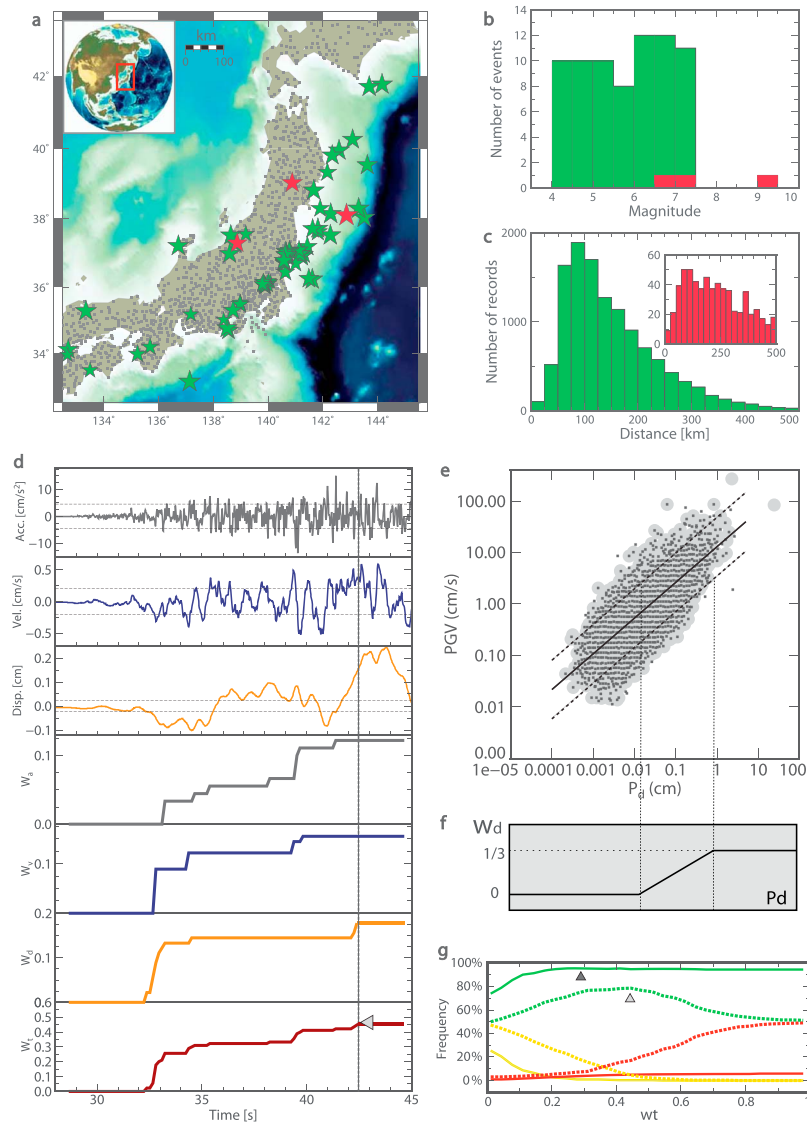 a
km
0 100
42˚
40˚
38˚
36˚
34˚
134˚ 136˚ 138˚ 140˚ 142˚ 144˚
b
Number of events
14
12
10
8
6
4
2
0
4 5 6 7 8 9 10
Magnitude
c
Number of records
2000
1000
0
0 100 200 300 400 500
Distance [km]
60
40
20
0
0 250 500
d
Acc. [cm/s²]
10
0
−10
Vel. [cm/s]
0.5
0.0
−0.5
Disp. [cm]
0.2
0.1
0.0
−0.1
Wa
0.1
0.0
Wv
0.1
0.2
Wd
0.1
0.6
Wt
0.5
0.4
0.3
0.2
0.1
0.0
30 35 40 45
Time [s]
e
PGV (cm/s)
100.00
10.00
1.00
0.10
0.01
0.00
1e−05 0.0001 0.001 0.01 0.1 1 10 100
Pd (cm)
f
Wd
1/3
0
Pd
g
Frequency
100%
80%
60%
40%
20%
0%
0 0.2 0.4 0.6 0.8 1
wt